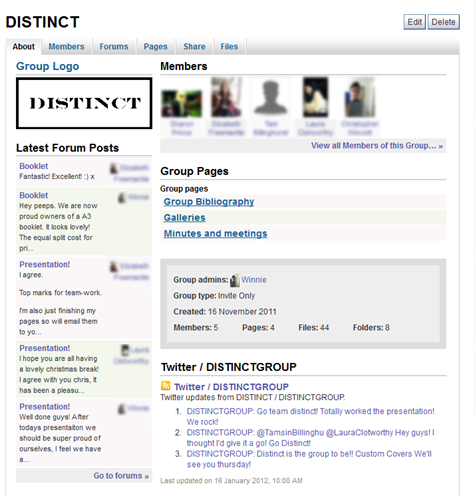 DISTINCT
Edit Delete
About Members Forums Pages Share Files
Group Logo
DISTINCT
Latest Forum Posts
Booklet
Fantastic! Excellent! :) x
Booklet
Winnie
Hey peeps. We are now
proud owners of a A3
booklet. It looks lovely!
The equal split cost for
pri...
Presentation!
I agree.
Top marks for team-work.
I'm also just finishing my
pages so will email them
to yo...
Presentation!
I hope you are all having
a lovely christmas break!
I agree with you chris, It
has been a pleasu...
Presentation!
Winnie
Well done guys! After
todays presentaiton we
should be super proud of
ourselves, i feel we have
a...
Go to forums »
Members
View all Members of this Group... »
Group Pages
Group pages
Group Bibliography
Galleries
Minutes and meetings
Group admins: Winnie
Group type: Invite Only
Created: 16 November 2011
Members: 5 Pages: 4 Files: 44 Folders: 8
Twitter / DISTINCTGROUP
Twitter / DISTINCTGROUP
Twitter updates from DISTINCT / DISTINCTGROUP.
1. DISTINCTGROUP: Go team distinct! Totally worked the presentation!
We rock!
2. DISTINCTGROUP: @TamsinBillinghu @LauraClotworthy Hey guys! I
thought I'd give it a go! Go Distinct!
3. DISTINCTGROUP: Distinct is the group to be!! Custom Covers We'll
see you thursday!
Last updated on 16 January 2012, 10:00 AM